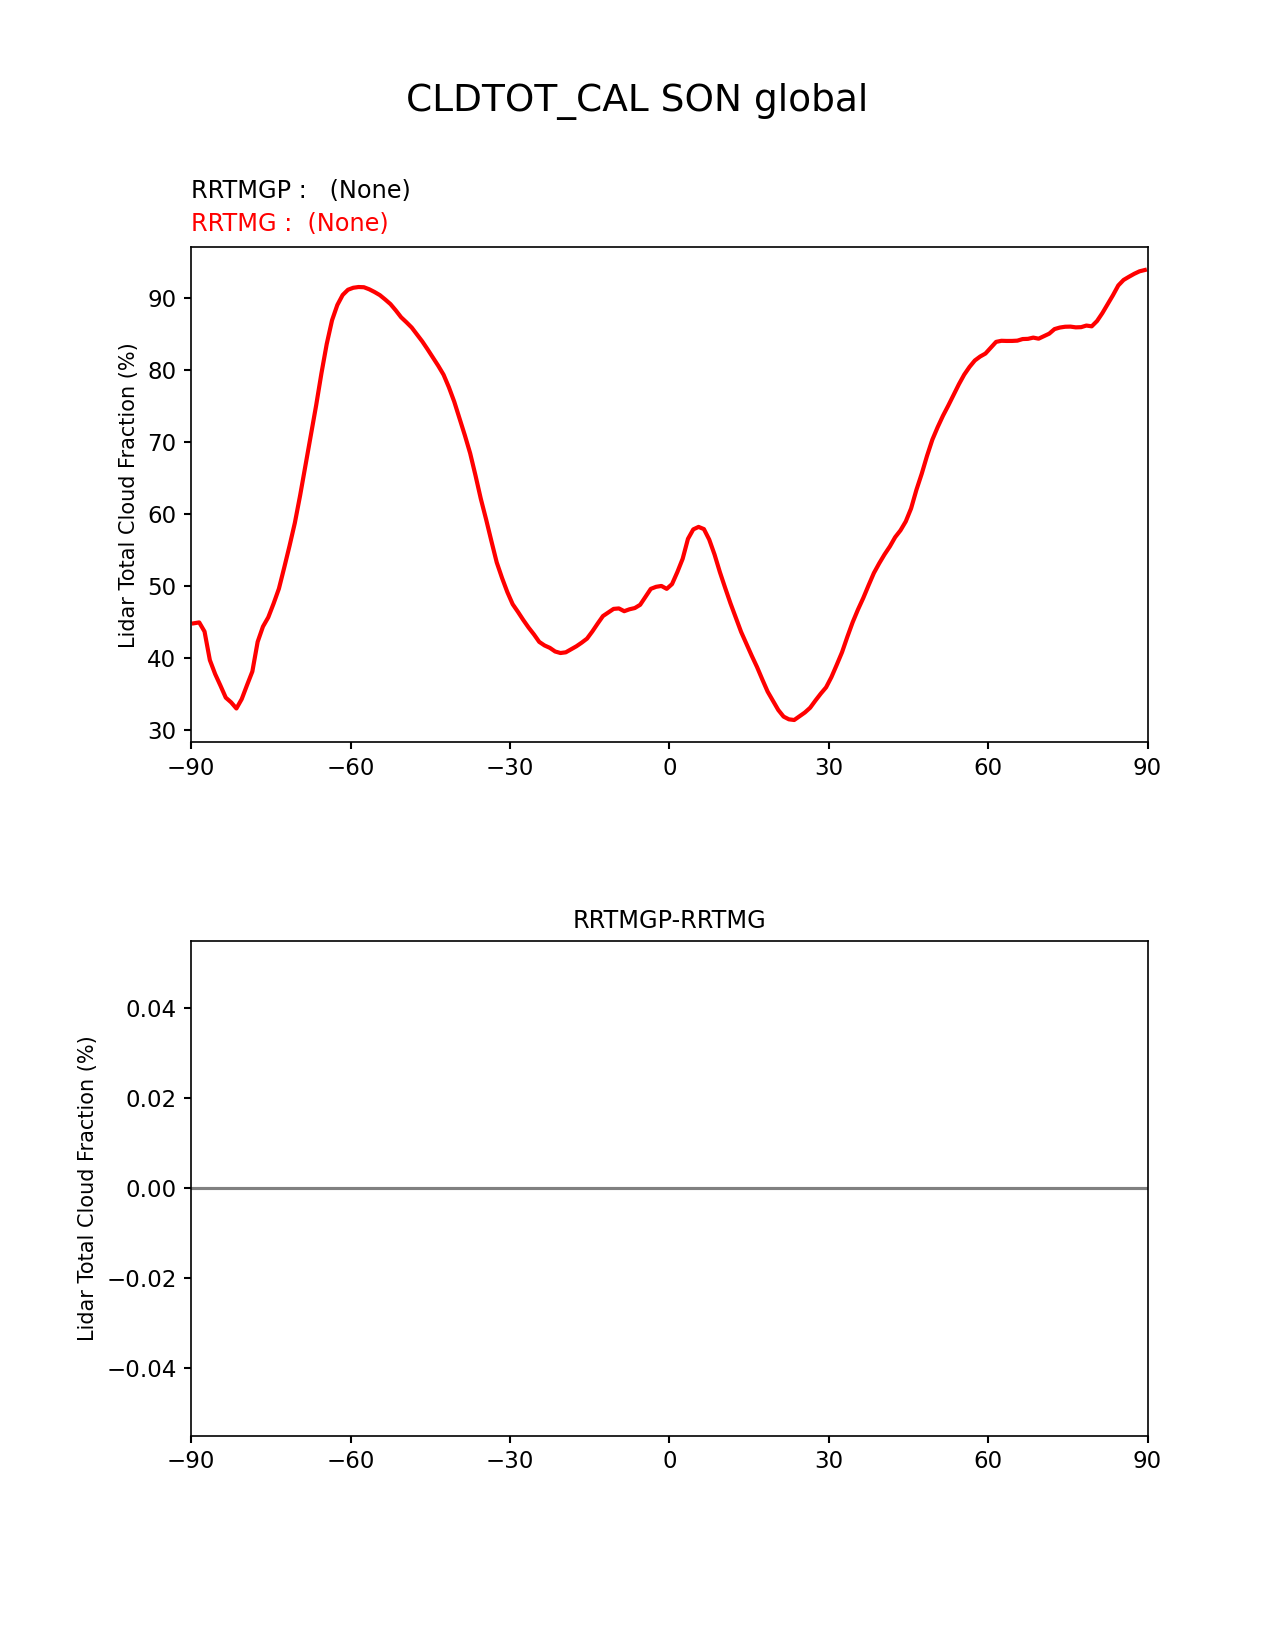 CLDTOT_CAL SON global
RRTMGP :   (None)
RRTMG :  (None)
Lidar Total Cloud Fraction (%)
90
80
70
60
50
40
30
−90 −60 −30 0 30 60 90
RRTMGP-RRTMG
Lidar Total Cloud Fraction (%)
0.04
0.02
0.00
−0.02
−0.04
−90 −60 −30 0 30 60 90